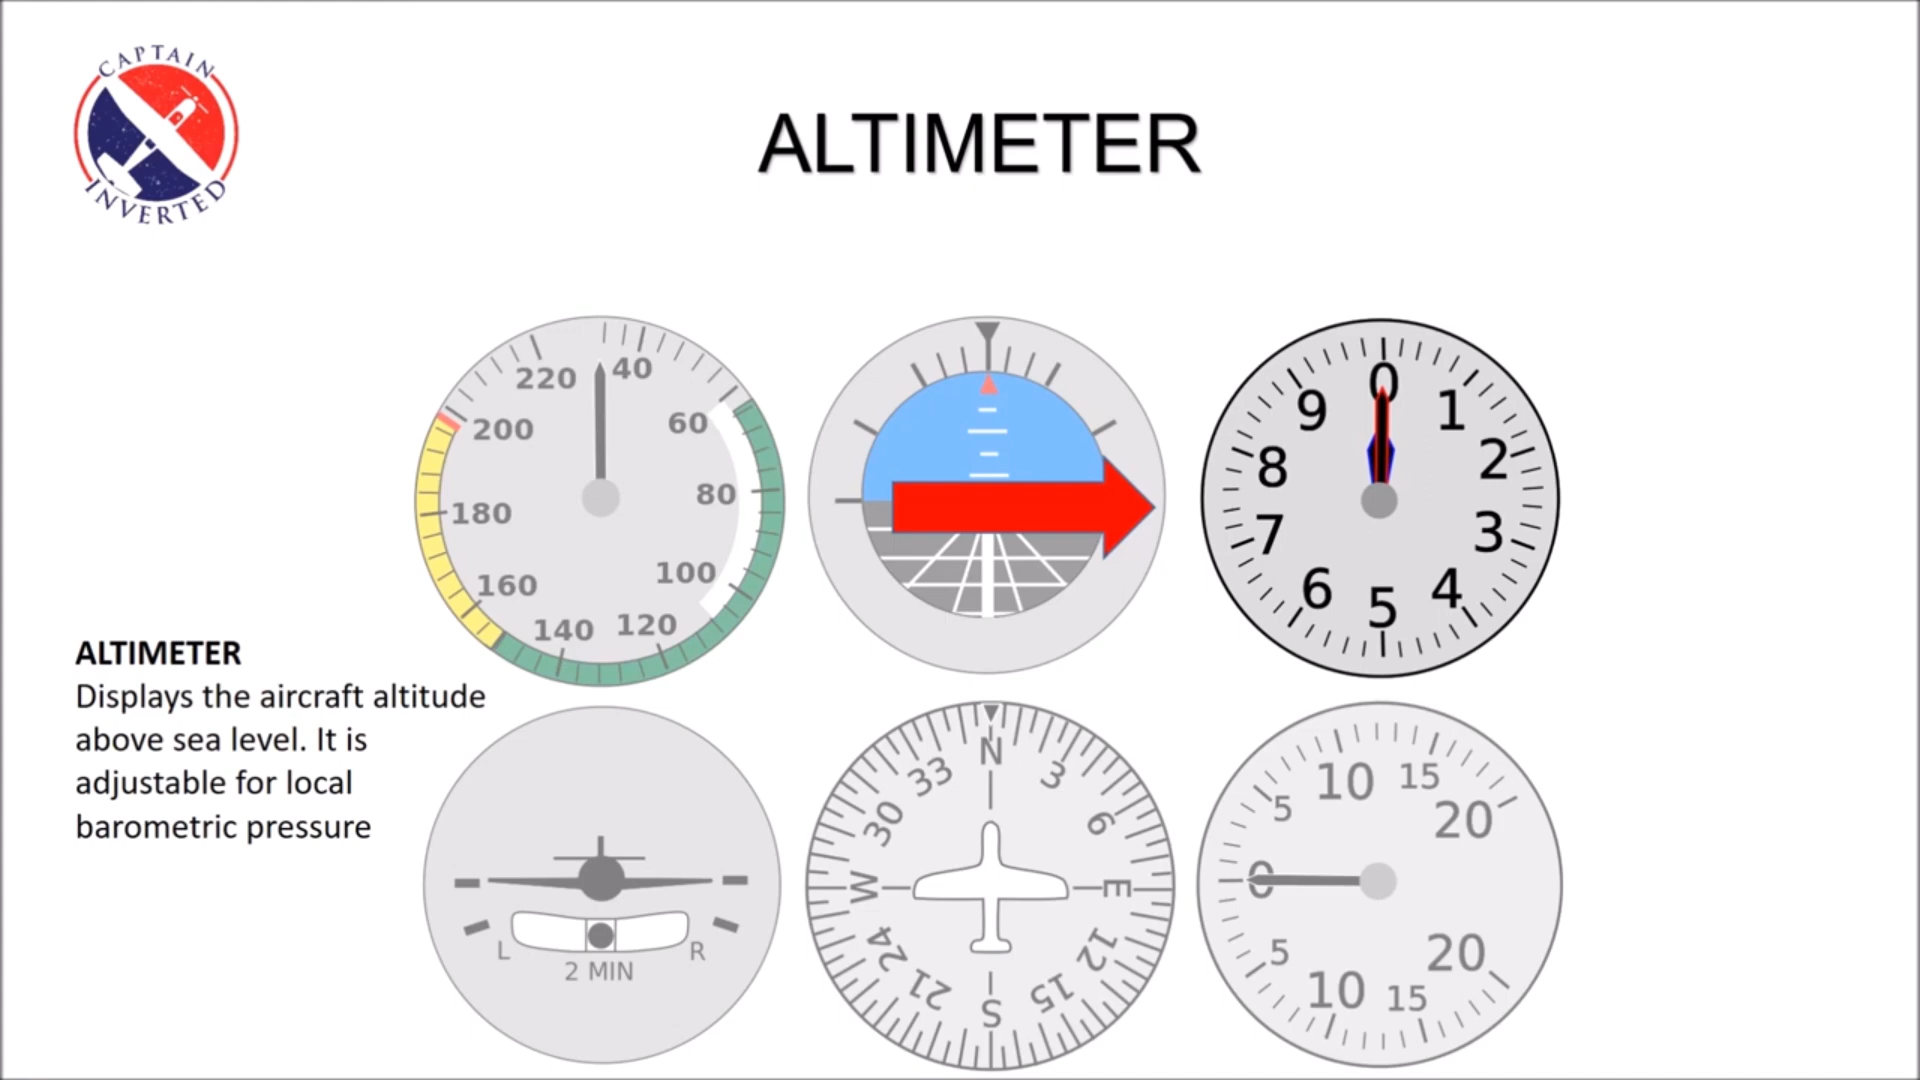 CAPTAIN
INVERTED
ALTIMETER
220
40
200
60
180
80
160
100
140
120
0
9
1
8
2
7
3
6
4
5
ALTIMETER
Displays the aircraft altitude
above sea level. It is
adjustable for local
barometric pressure
L
R
2 MIN
N
33
3
30
6
W
E
24
12
21
15
S
10
15
5
20
0
5
20
10
15